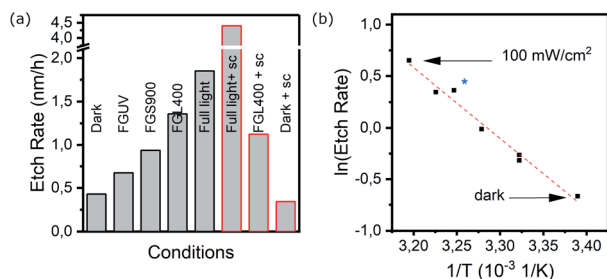 (a)
Etch Rate (nm/h)
4,5
4,0
2,0
1,5
1,0
0,5
0,0
Dark
FGUV
FGS900
FGL400
Full light
Full light+ sc
FGL400 + sc
Dark + sc
Conditions
(b)
ln(Etch Rate)
1,0
0,5
0,0
-0,5
-1,0
100 mW/cm²
*
dark
3,20 3,25 3,30 3,35 3,40
1/T (10⁻³ 1/K)